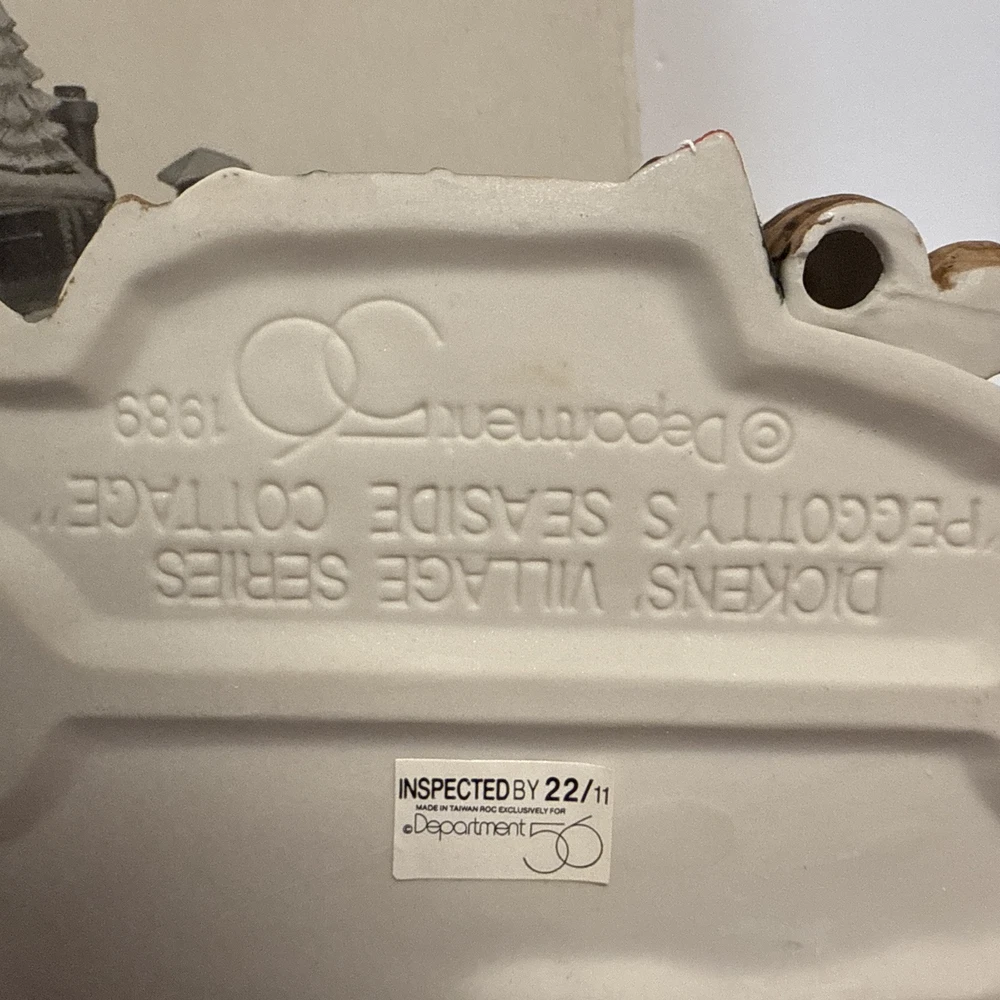 DICKENS' VILLAGE SERIES
"PEGGOTTY'S SEASIDE COTTAGE"
© Department 56 1989
INSPECTED BY 22/11
MADE IN TAIWAN ROC EXCLUSIVELY FOR
©Department 56